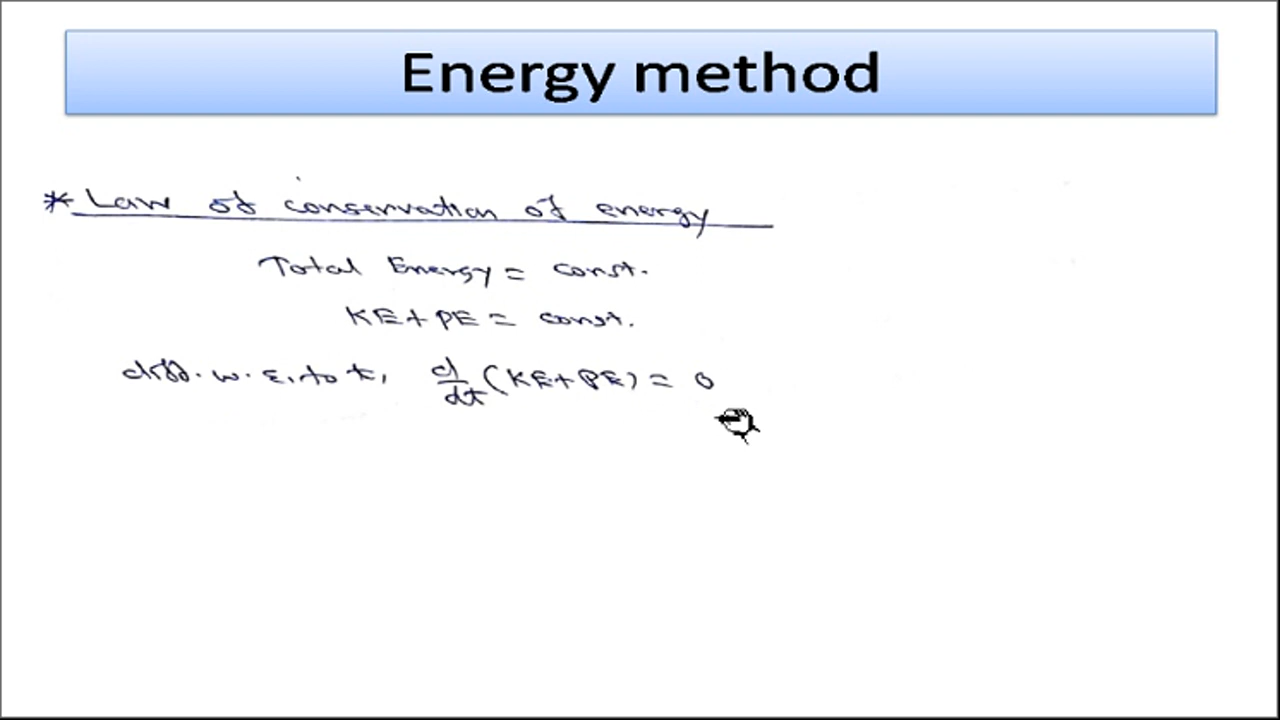 Energy method
* Law of conservation of energy
Total Energy = const.
KE + PE = const.
diff. w. r. to t, d/dt (KE + PE) = 0